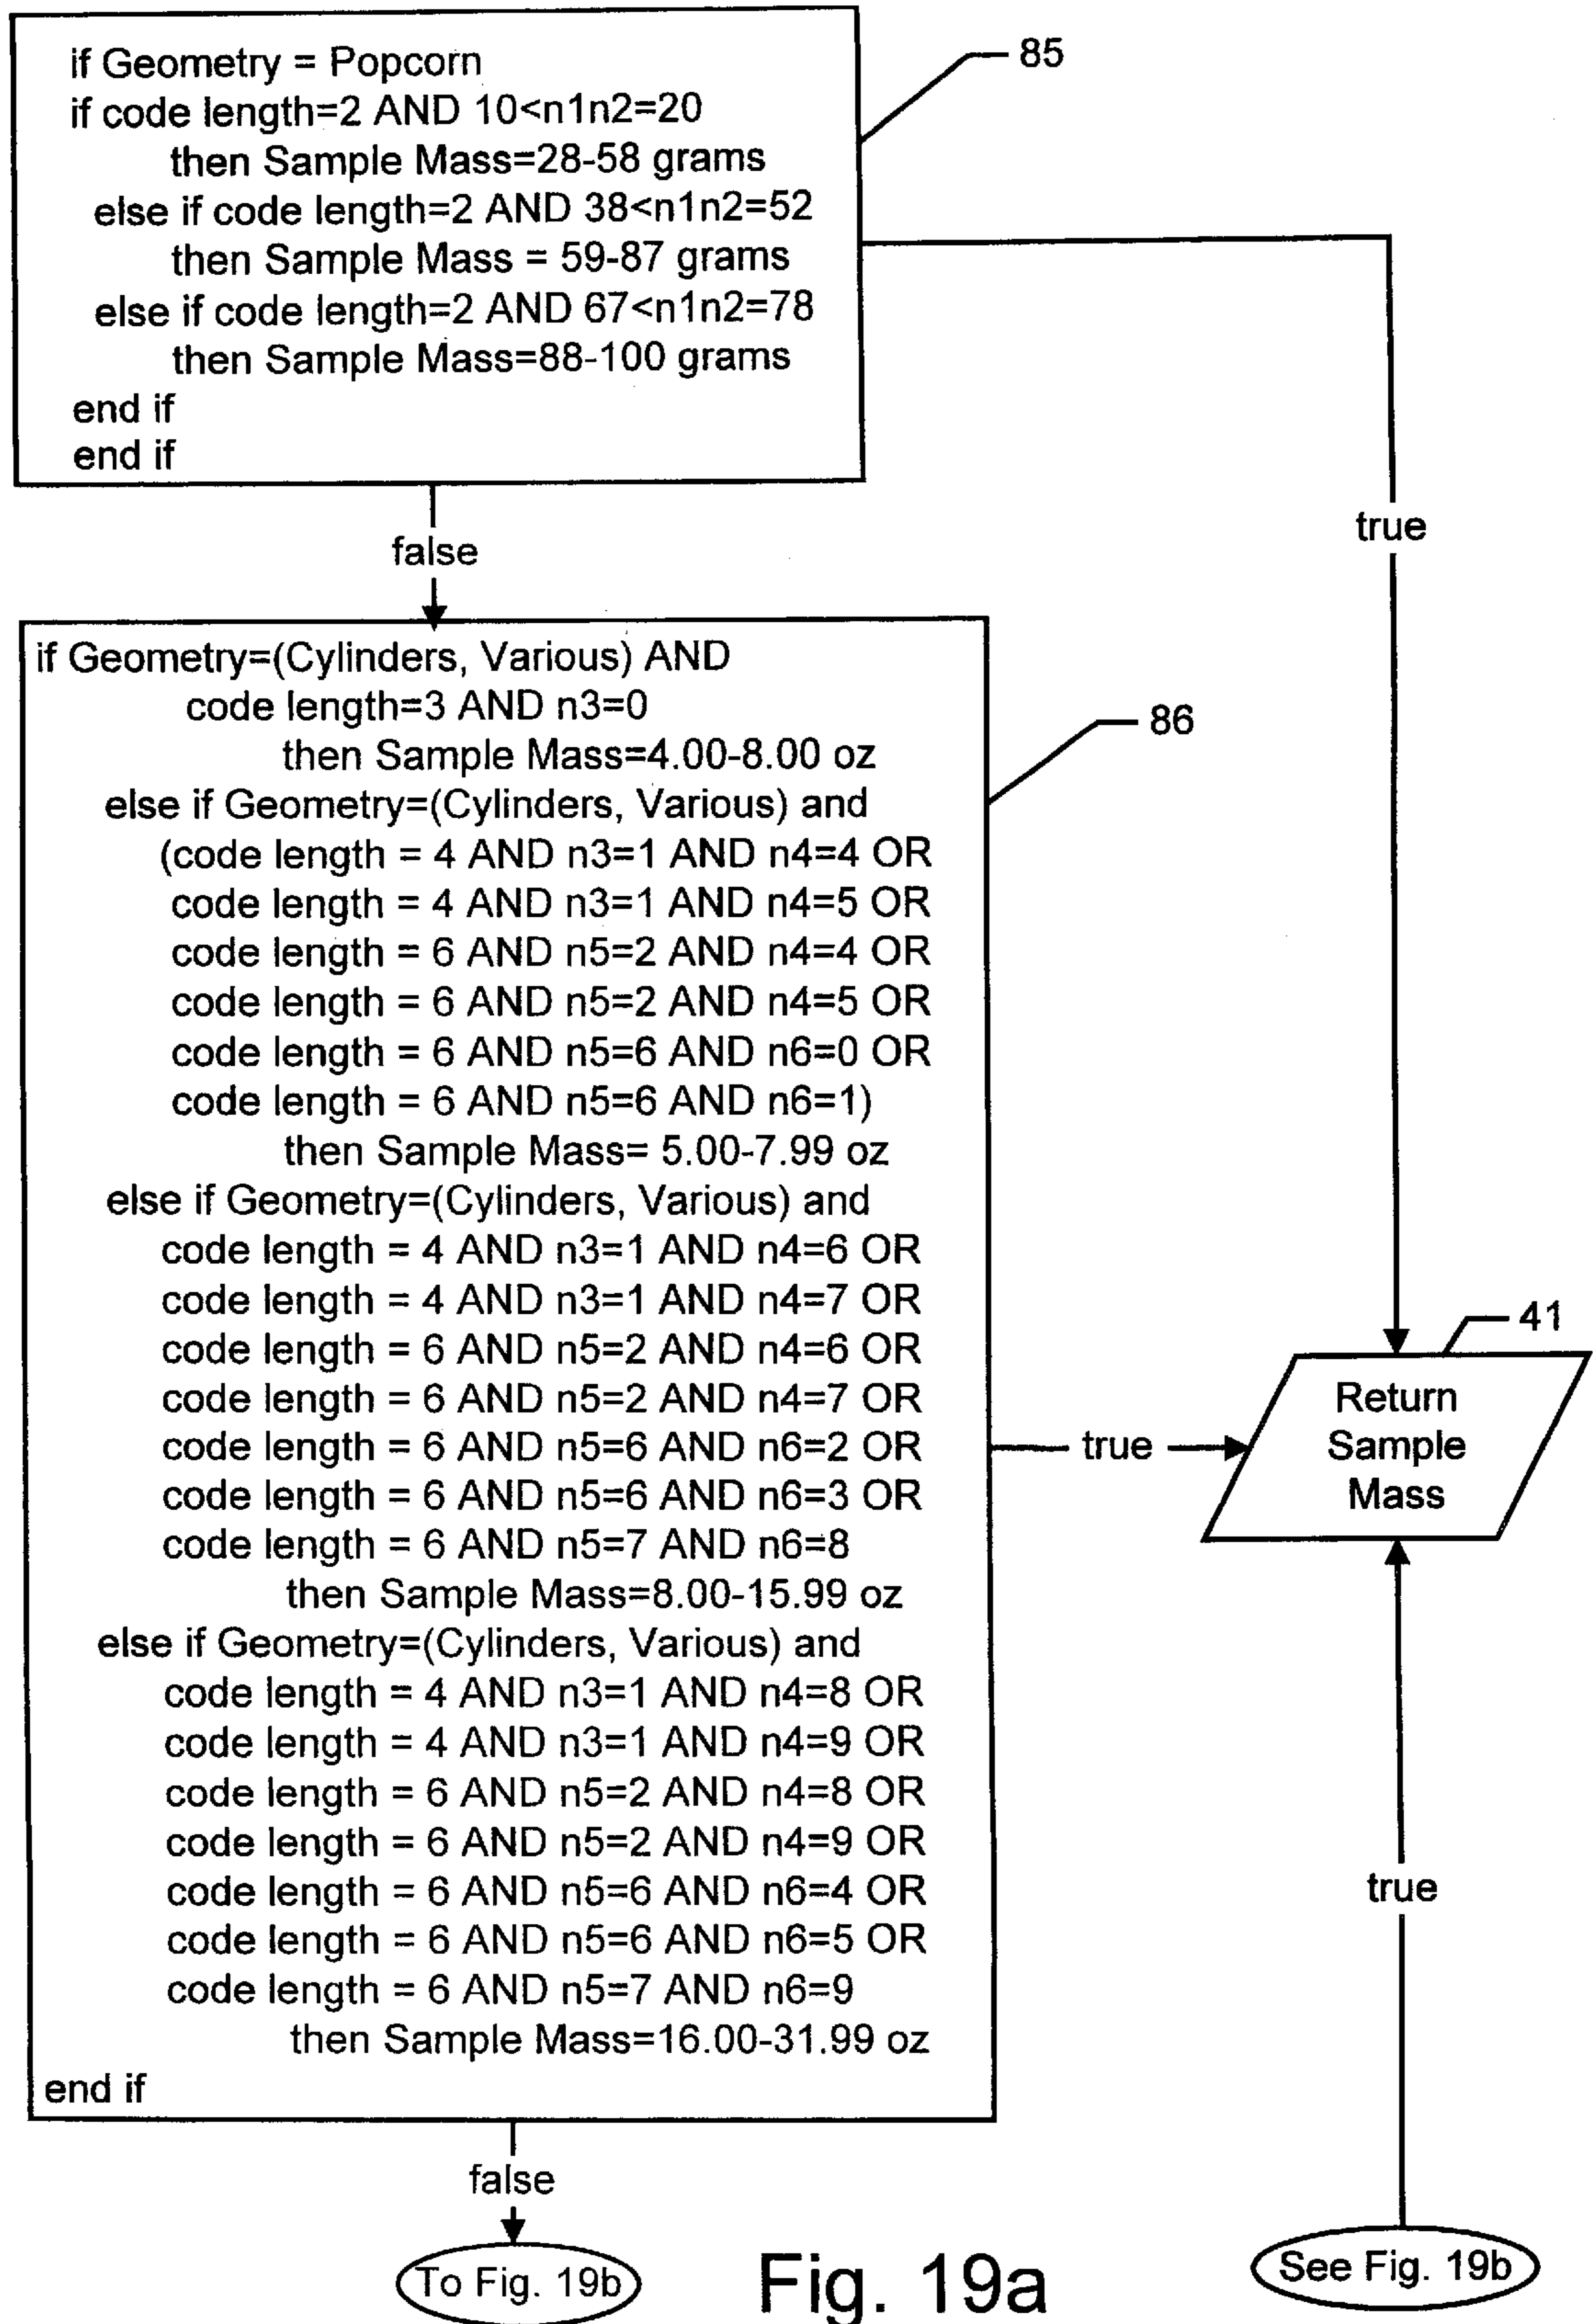 if Geometry = Popcorn
if code length=2 AND 10<n1n2=20
then Sample Mass=28-58 grams
else if code length=2 AND 38<n1n2=52
then Sample Mass = 59-87 grams
else if code length=2 AND 67<n1n2=78
then Sample Mass=88-100 grams
end if
end if
85
true
false
if Geometry=(Cylinders, Various) AND
code length=3 AND n3=0
then Sample Mass=4.00-8.00 oz
else if Geometry=(Cylinders, Various) and
(code length = 4 AND n3=1 AND n4=4 OR
code length = 4 AND n3=1 AND n4=5 OR
code length = 6 AND n5=2 AND n4=4 OR
code length = 6 AND n5=2 AND n4=5 OR
code length = 6 AND n5=6 AND n6=0 OR
code length = 6 AND n5=6 AND n6=1)
then Sample Mass= 5.00-7.99 oz
else if Geometry=(Cylinders, Various) and
code length = 4 AND n3=1 AND n4=6 OR
code length = 4 AND n3=1 AND n4=7 OR
code length = 6 AND n5=2 AND n4=6 OR
code length = 6 AND n5=2 AND n4=7 OR
code length = 6 AND n5=6 AND n6=2 OR
code length = 6 AND n5=6 AND n6=3 OR
code length = 6 AND n5=7 AND n6=8
then Sample Mass=8.00-15.99 oz
else if Geometry=(Cylinders, Various) and
code length = 4 AND n3=1 AND n4=8 OR
code length = 4 AND n3=1 AND n4=9 OR
code length = 6 AND n5=2 AND n4=8 OR
code length = 6 AND n5=2 AND n4=9 OR
code length = 6 AND n5=6 AND n6=4 OR
code length = 6 AND n5=6 AND n6=5 OR
code length = 6 AND n5=7 AND n6=9
then Sample Mass=16.00-31.99 oz
end if
86
true
41
Return
Sample
Mass
true
false
To Fig. 19b
Fig. 19a
See Fig. 19b